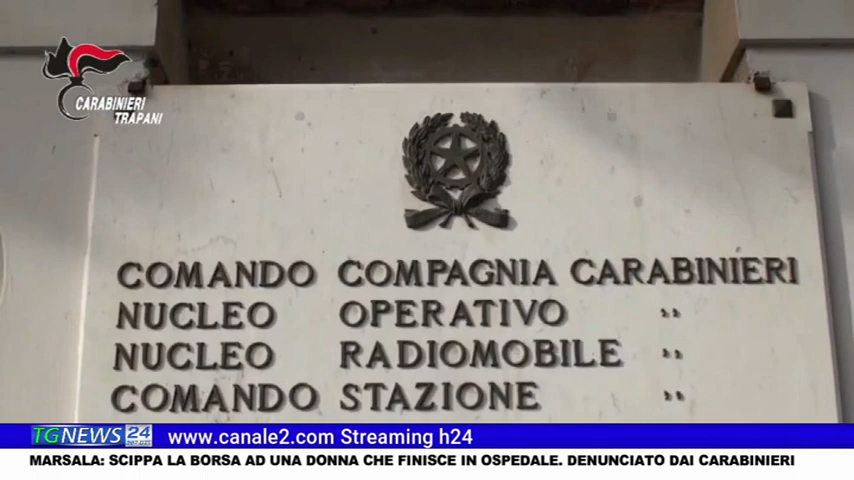 CARABINIERI
TRAPANI
COMANDO COMPAGNIA CARABINIERI
NUCLEO OPERATIVO "
NUCLEO RADIOMOBILE "
COMANDO STAZIONE "
TGNEWS 24 www.canale2.com Streaming h24
MARSALA: SCIPPA LA BORSA AD UNA DONNA CHE FINISCE IN OSPEDALE. DENUNCIATO DAI CARABINIERI